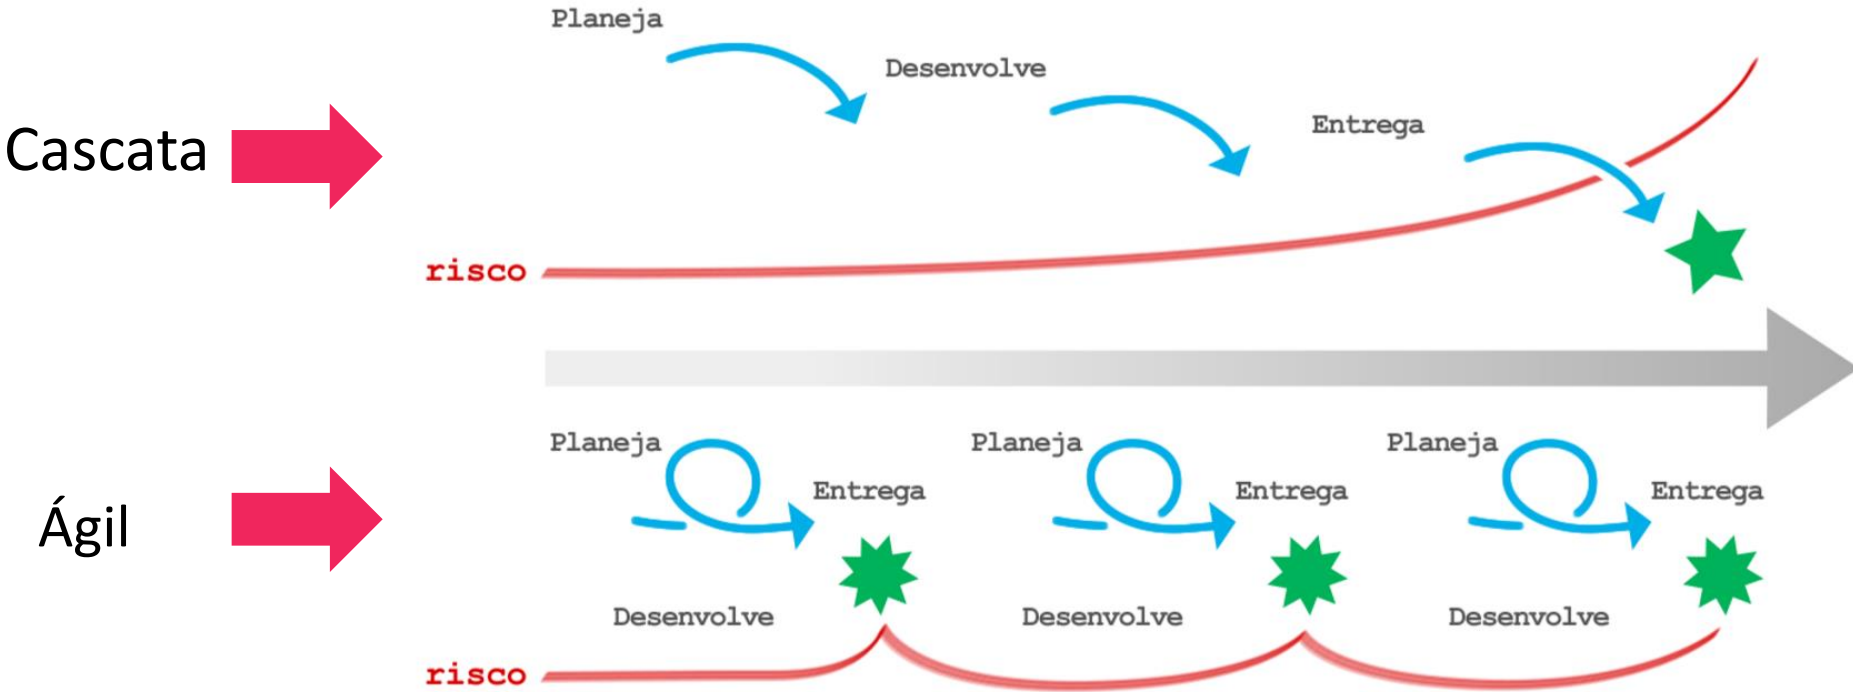 Planeja
Desenvolve
Entrega
Cascata
risco
Planeja
Entrega
Planeja
Entrega
Planeja
Entrega
Ágil
Desenvolve
Desenvolve
Desenvolve
risco